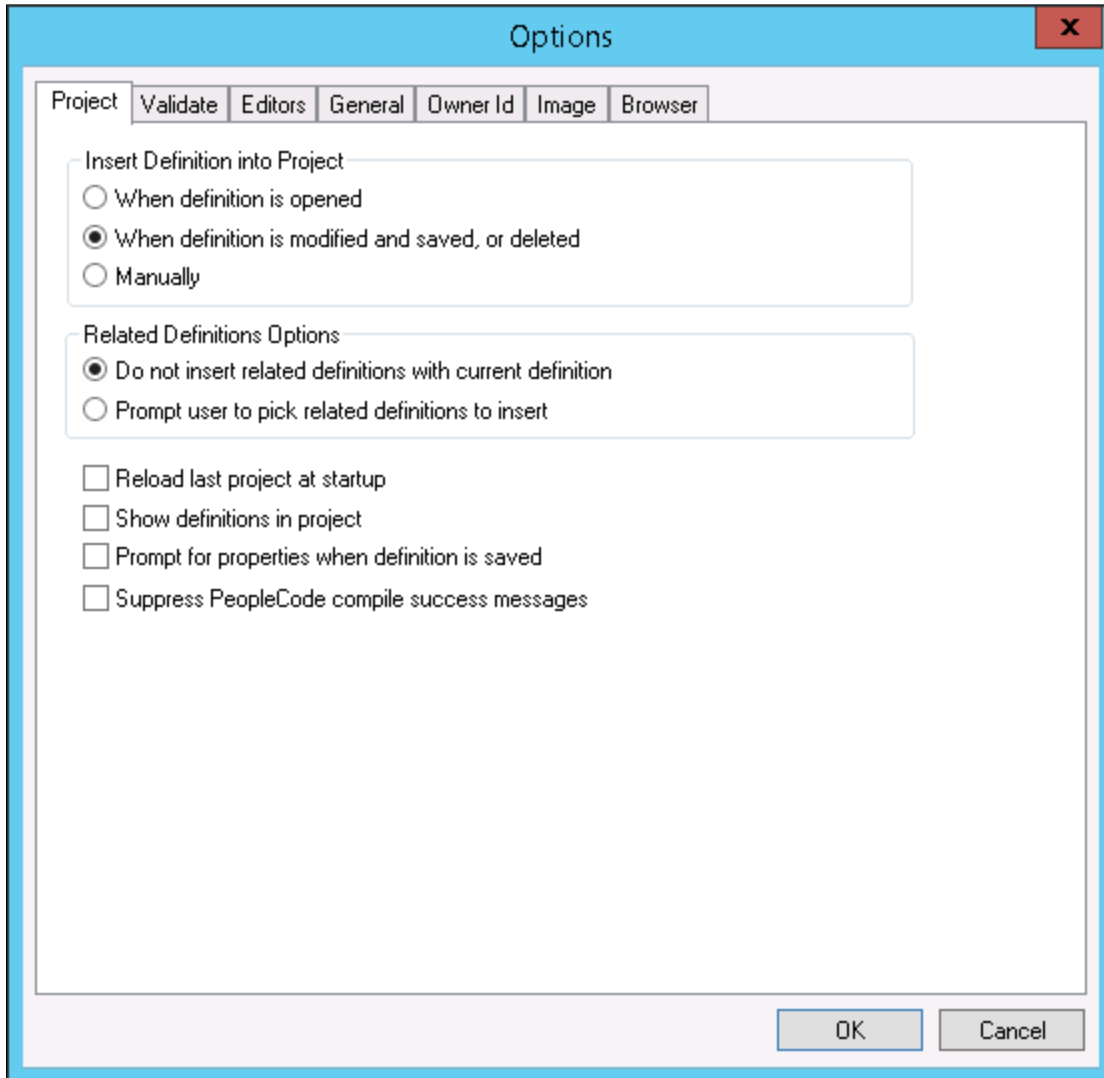 Options
x
Project Validate Editors General Owner Id Image Browser
Insert Definition into Project
When definition is opened
When definition is modified and saved, or deleted
Manually
Related Definitions Options
Do not insert related definitions with current definition
Prompt user to pick related definitions to insert
Reload last project at startup
Show definitions in project
Prompt for properties when definition is saved
Suppress PeopleCode compile success messages
OK Cancel